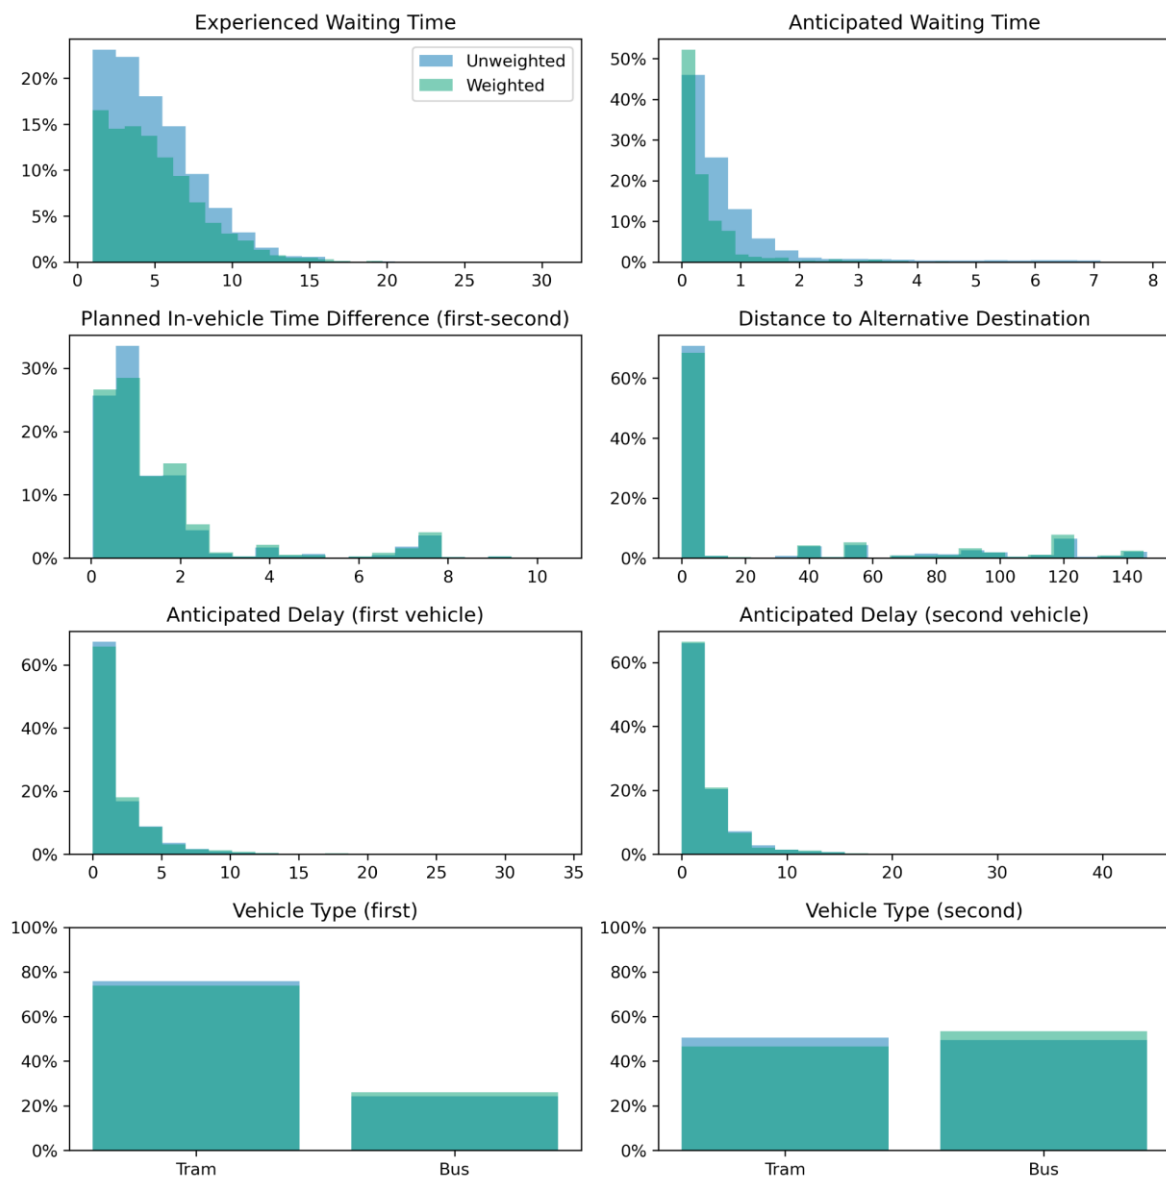 Experienced Waiting Time
Unweighted
Weighted
20%
15%
10%
5%
0%
0 5 10 15 20 25 30
Anticipated Waiting Time
50%
40%
30%
20%
10%
0%
0 1 2 3 4 5 6 7 8
Planned In-vehicle Time Difference (first-second)
30%
20%
10%
0%
0 2 4 6 8 10
Distance to Alternative Destination
60%
40%
20%
0%
0 20 40 60 80 100 120 140
Anticipated Delay (first vehicle)
60%
40%
20%
0%
0 5 10 15 20 25 30 35
Anticipated Delay (second vehicle)
60%
40%
20%
0%
0 10 20 30 40
Vehicle Type (first)
100%
80%
60%
40%
20%
0%
Tram Bus
Vehicle Type (second)
100%
80%
60%
40%
20%
0%
Tram Bus